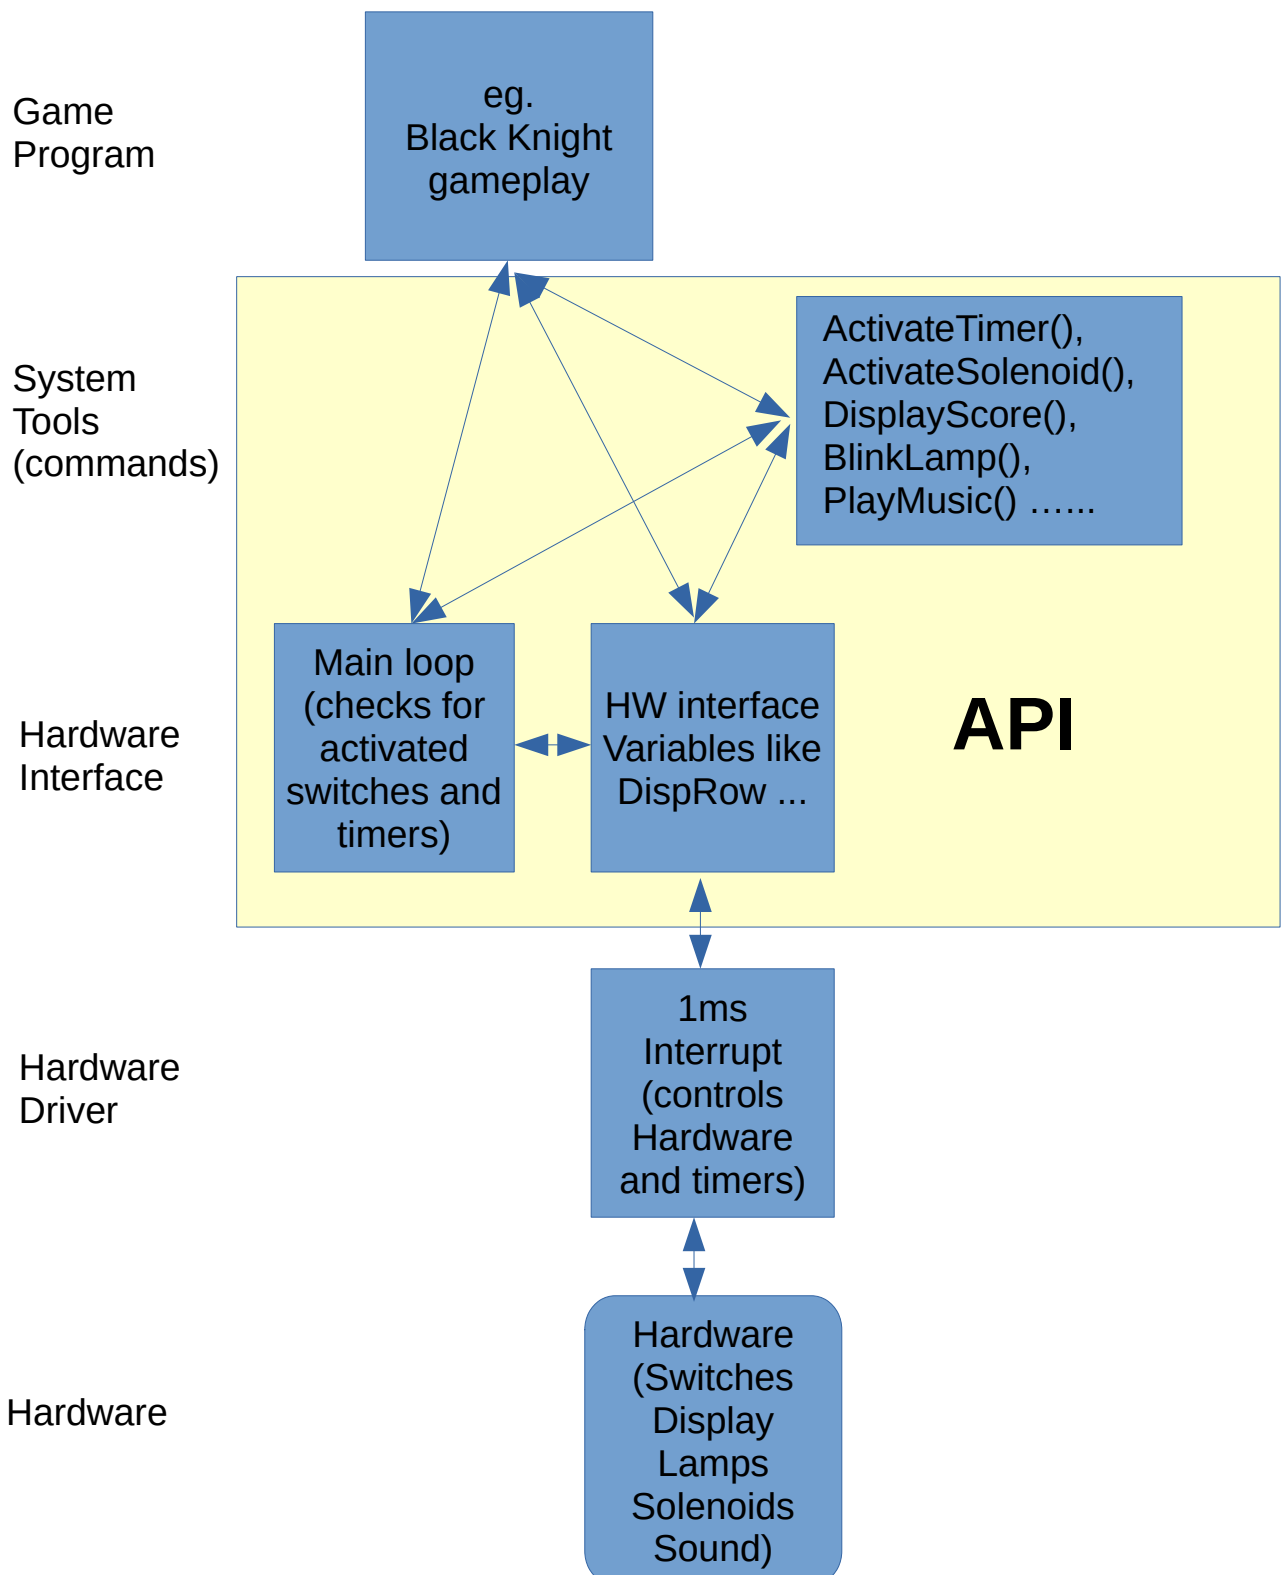 Game
Program
eg.
Black Knight
gameplay
System
Tools
(commands)
ActivateTimer(),
ActivateSolenoid(),
DisplayScore(),
BlinkLamp(),
PlayMusic() …...
Hardware
Interface
Main loop
(checks for
activated
switches and
timers)
HW interface
Variables like
DispRow ...
API
Hardware
Driver
1ms
Interrupt
(controls
Hardware
and timers)
Hardware
Hardware
(Switches
Display
Lamps
Solenoids
Sound)